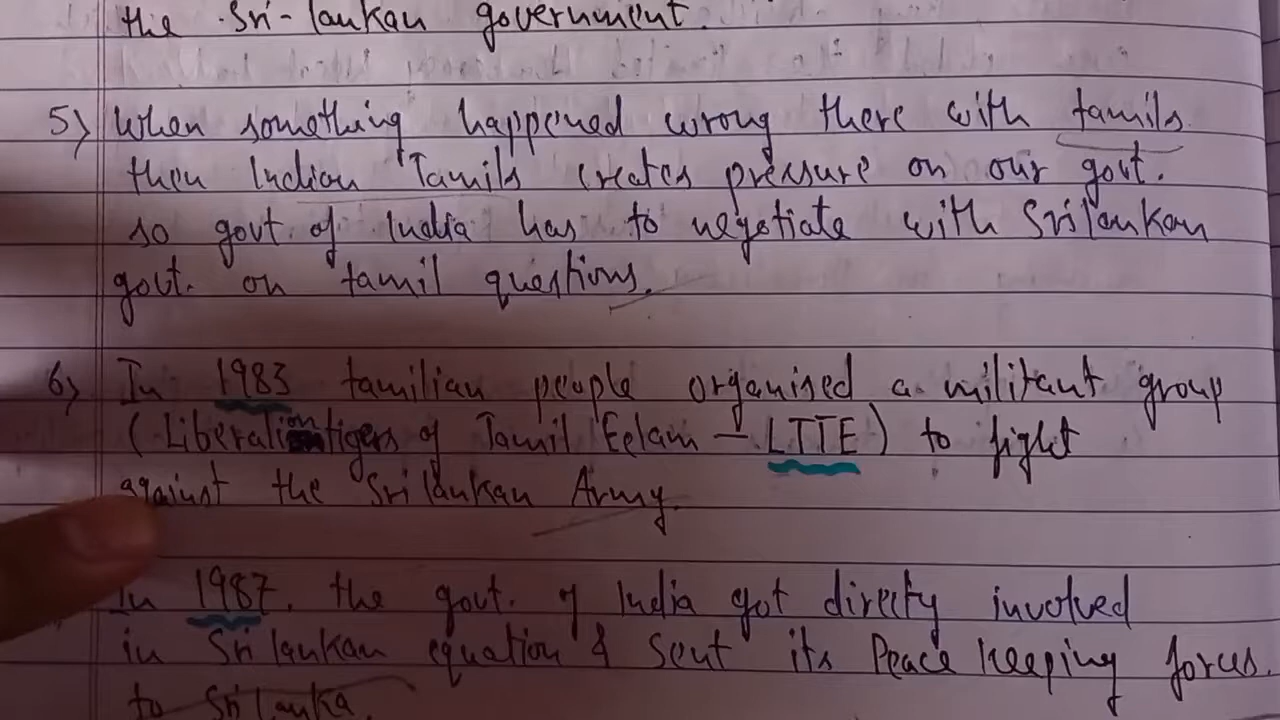 the Sri-lankan government.
5) When something happened wrong there with tamils
then Indian Tamils creates pressure on our govt.
so govt. of India has to negotiate with Srilankan
govt. on tamil questions.
6) In 1983 tamilian people organised a militant group
(Liberation tigers of Tamil Eelam - LTTE) to fight
against the Srilankan Army.
In 1987, the govt. of India got directly involved
in Srilankan equation & sent its Peace keeping forces.
to Srilanka.